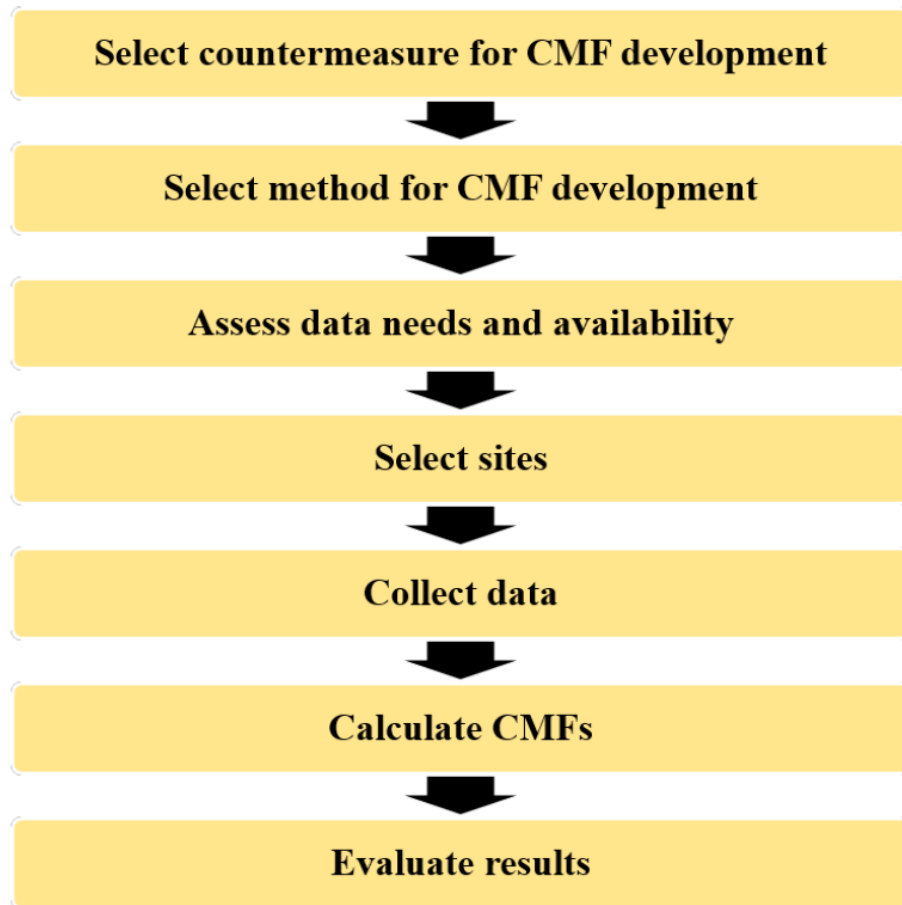 Select countermeasure for CMF development
Select method for CMF development
Assess data needs and availability
Select sites
Collect data
Calculate CMFs
Evaluate results